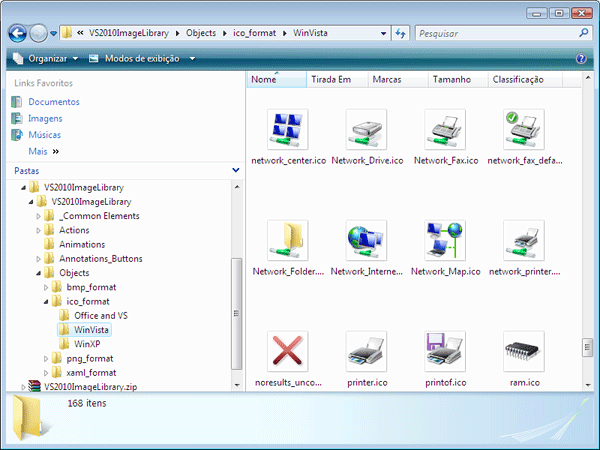 VS2010ImageLibrary Objects ico_format WinVista Pesquisar
Organizar Modos de exibição
Links Favoritos
Documentos
Imagens
Músicas
Mais »
Pastas
VS2010ImageLibrary
VS2010ImageLibrary
_Common Elements
Actions
Animations
Annotations_Buttons
Objects
bmp_format
ico_format
Office and VS
WinVista
WinXP
png_format
xaml_format
VS2010ImageLibrary.zip
Nome Tirada Em Marcas Tamanho Classificação
network_center.ico Network_Drive.ico Network_Fax.ico network_fax_defa...
Network_Folder.... Network_Interne... Network_Map.ico network_printer....
noresults_unco... printer.ico printof.ico ram.ico
168 itens